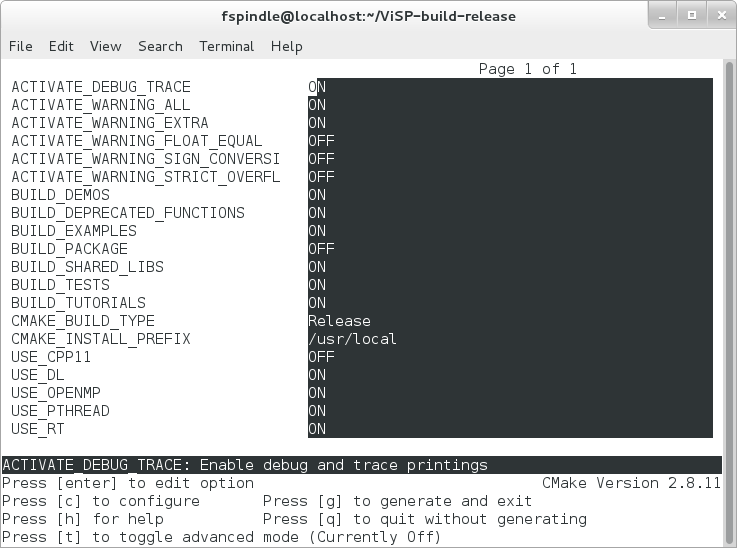 fspindle@localhost:~/ViSP-build-release
File Edit View Search Terminal Help
Page 1 of 1
ACTIVATE_DEBUG_TRACE ON
ACTIVATE_WARNING_ALL ON
ACTIVATE_WARNING_EXTRA ON
ACTIVATE_WARNING_FLOAT_EQUAL OFF
ACTIVATE_WARNING_SIGN_CONVERSI OFF
ACTIVATE_WARNING_STRICT_OVERFL OFF
BUILD_DEMOS ON
BUILD_DEPRECATED_FUNCTIONS ON
BUILD_EXAMPLES ON
BUILD_PACKAGE OFF
BUILD_SHARED_LIBS ON
BUILD_TESTS ON
BUILD_TUTORIALS ON
CMAKE_BUILD_TYPE Release
CMAKE_INSTALL_PREFIX /usr/local
USE_CPP11 OFF
USE_DL ON
USE_OPENMP ON
USE_PTHREAD ON
USE_RT ON
ACTIVATE_DEBUG_TRACE: Enable debug and trace printings
Press [enter] to edit option CMake Version 2.8.11
Press [c] to configure Press [g] to generate and exit
Press [h] for help Press [q] to quit without generating
Press [t] to toggle advanced mode (Currently Off)